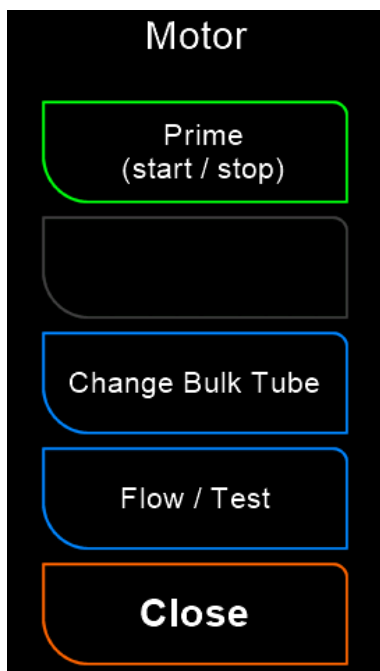 Motor
Prime
(start / stop)
Change Bulk Tube
Flow / Test
Close